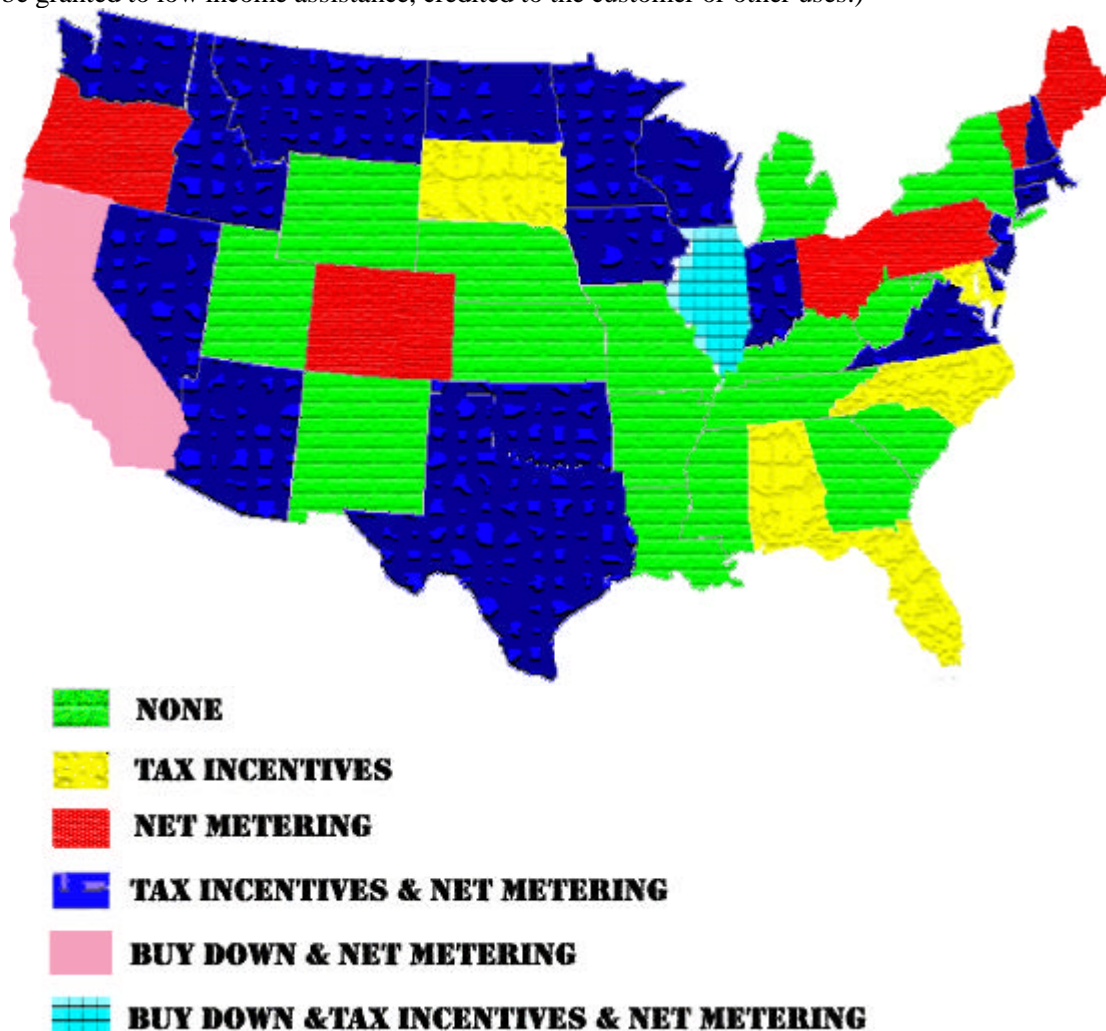 be granted to low income assistance, credited to the customer or other uses.)
NONE
TAX INCENTIVES
NET METERING
TAX INCENTIVES & NET METERING
BUY DOWN & NET METERING
BUY DOWN &TAX INCENTIVES & NET METERING